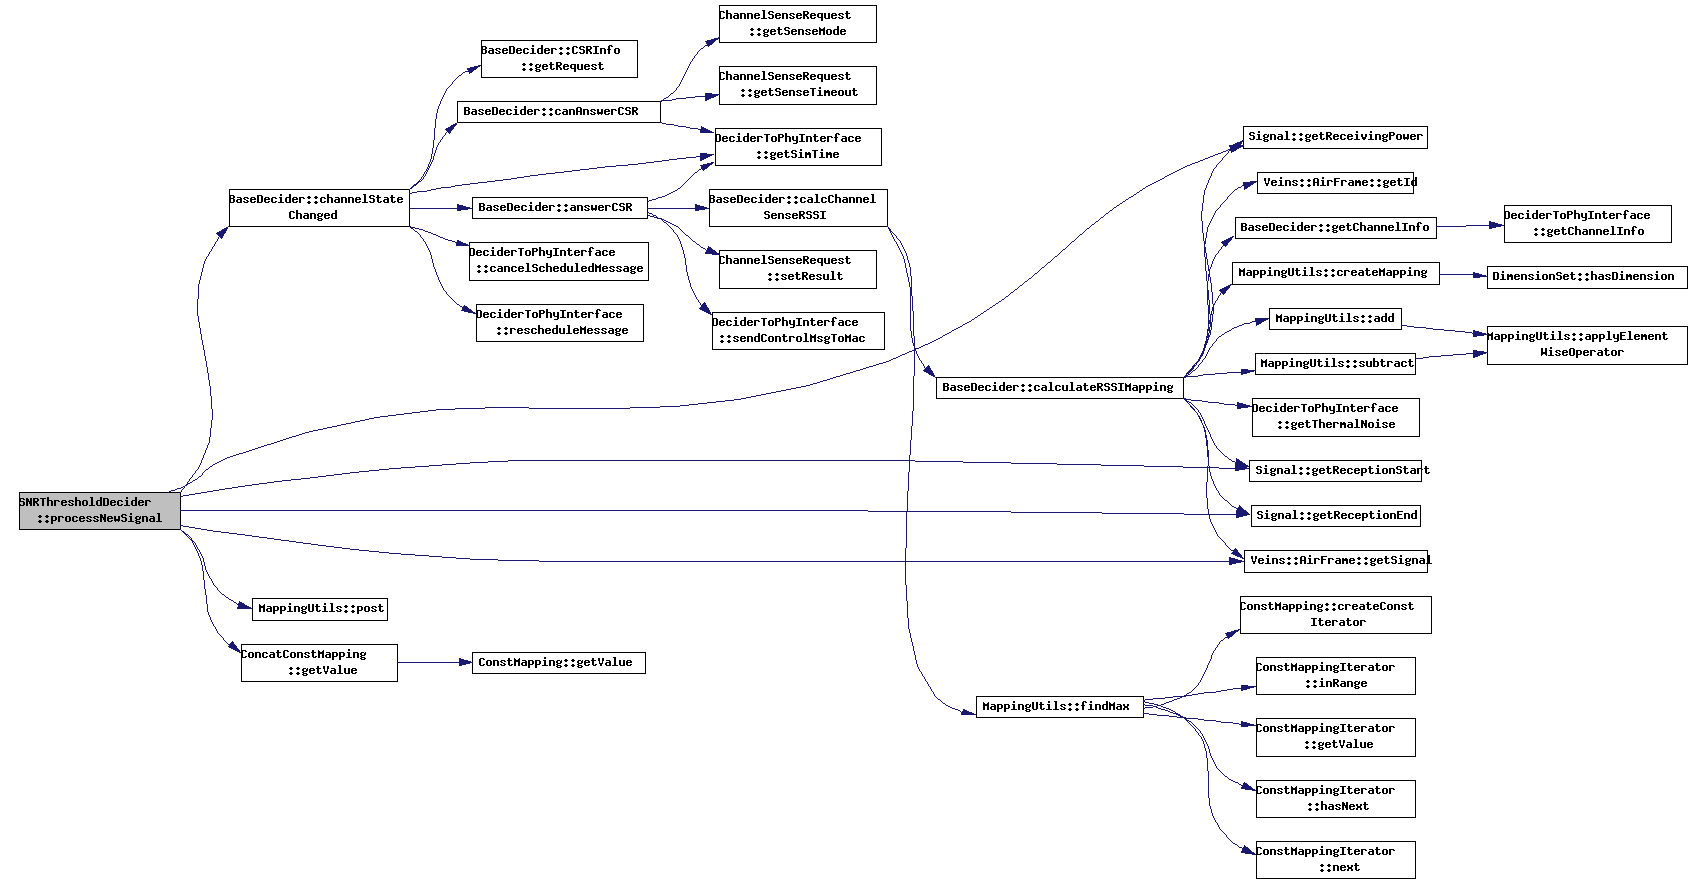 ChannelSenseRequest
::getSenseMode
BaseDecider::CSRInfo
::getRequest
ChannelSenseRequest
::getSenseTimeout
BaseDecider::canAnswerCSR
DeciderToPhyInterface
::getSimTime
Signal::getReceivingPower
Veins::AirFrame::getId
BaseDecider::channelState
Changed
BaseDecider::answerCSR
BaseDecider::calcChannel
SenseRSSI
BaseDecider::getChannelInfo
DeciderToPhyInterface
::getChannelInfo
DeciderToPhyInterface
::cancelScheduledMessage
ChannelSenseRequest
::setResult
MappingUtils::createMapping
DimensionSet::hasDimension
DeciderToPhyInterface
::rescheduleMessage
DeciderToPhyInterface
::sendControlMsgToMac
MappingUtils::add
MappingUtils::applyElement
WiseOperator
MappingUtils::subtract
BaseDecider::calculateRSSIMapping
DeciderToPhyInterface
::getThermalNoise
Signal::getReceptionStart
SNRThresholdDecider
::processNewSignal
Signal::getReceptionEnd
Veins::AirFrame::getSignal
MappingUtils::post
ConstMapping::createConst
Iterator
ConcatConstMapping
::getValue
ConstMapping::getValue
ConstMappingIterator
::inRange
MappingUtils::findMax
ConstMappingIterator
::getValue
ConstMappingIterator
::hasNext
ConstMappingIterator
::next